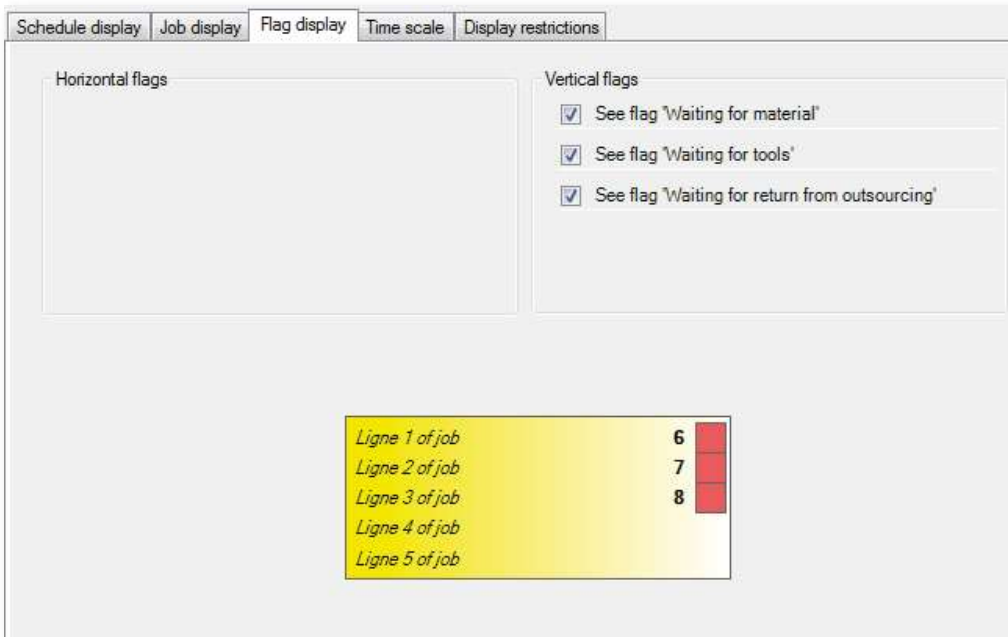 Schedule display Job display Flag display Time scale Display restrictions
Horizontal flags
Vertical flags
See flag 'Waiting for material'
See flag 'Waiting for tools'
See flag 'Waiting for return from outsourcing'
Ligne 1 of job 6
Ligne 2 of job 7
Ligne 3 of job 8
Ligne 4 of job
Ligne 5 of job